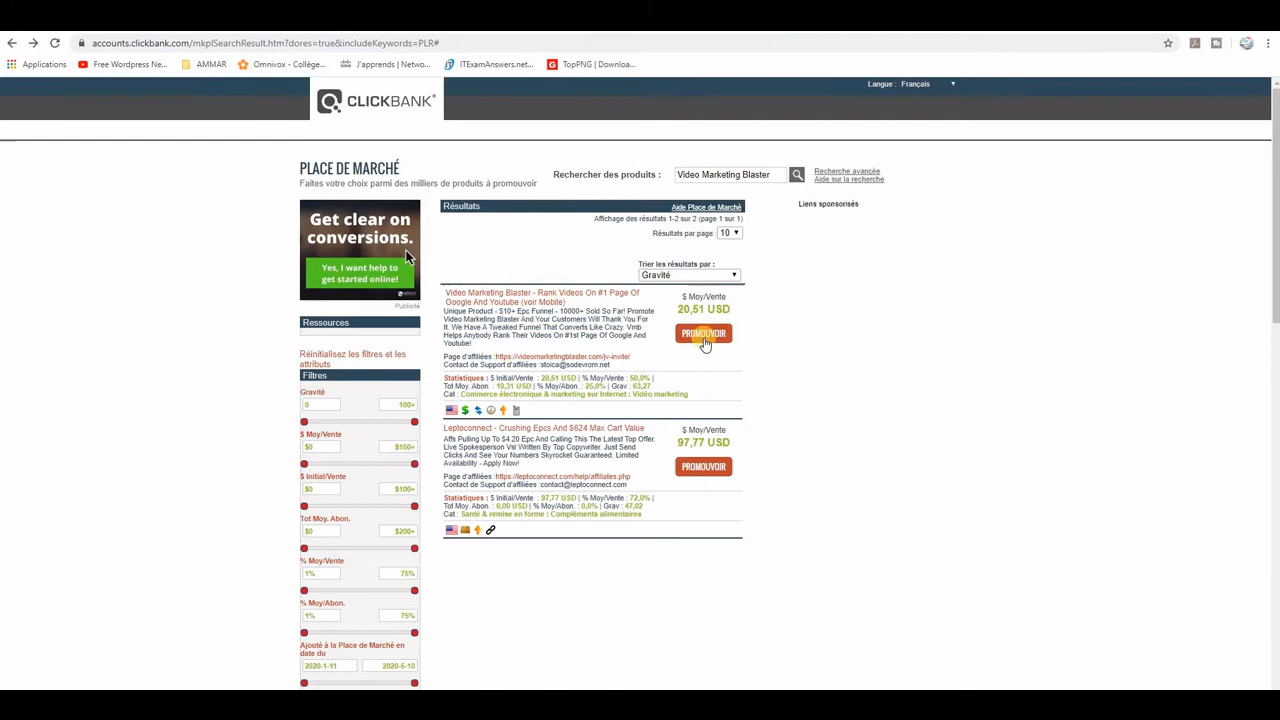 accounts.clickbank.com/mkplSearchResult.htm?dores=true&includeKeywords=PLR#
Applications
Free Wordpress Ne...
AMMAR
Omnivox - Collège...
J'apprends | Netwo...
ITExamAnswers.net...
TopPNG | Downloa...
CLICKBANK®
Langue : Français
PLACE DE MARCHÉ
Faites votre choix parmi des milliers de produits à promouvoir
Rechercher des produits : Video Marketing Blaster
Recherche avancée
Aide sur la recherche
Get clear on
conversions.
Yes, I want help to
get started online!
CLICKBANK
Publicité
Ressources
Réinitialisez les filtres et les
attributs
Filtres
Gravité
0 100+
$ Moy/Vente
$0 $150+
$ Initial/Vente
$0 $100+
Tot Moy. Abon.
$0 $200+
% Moy/Vente
1% 75%
% Moy/Abon.
1% 75%
Ajouté à la Place de Marché en
date du
2020-1-11 2020-5-10
Résultats Aide Place de Marché
Affichage des résultats 1-2 sur 2 (page 1 sur 1)
Résultats par page : 10
Trier les résultats par :
Gravité
Video Marketing Blaster - Rank Videos On #1 Page Of
Google And Youtube (voir Mobile)
Unique Product - $10+ Epc Funnel - 10000+ Sold So Far! Promote
Video Marketing Blaster And Your Customers Will Thank You For
It. We Have A Tweaked Funnel That Converts Like Crazy. Vmb
Helps Anybody Rank Their Videos On #1st Page Of Google And
Youtube!
$ Moy/Vente
20,51 USD
PROMOUVOIR
Page d'affiliées :https://videomarketingblaster.com/jv-invite/
Contact de Support d'affiliées :stoica@sodevrom.net
Statistiques : $ Initial/Vente : 20,51 USD | % Moy/Vente : 50,0% |
Tot Moy. Abon. : 10,31 USD | % Moy/Abon. : 25,0% | Grav : 63,27
Cat : Commerce électronique & marketing sur Internet : Vidéo marketing
Leptoconnect - Crushing Epcs And $624 Max Cart Value
Affs Pulling Up To $4.20 Epc And Calling This The Latest Top Offer.
Live Spokesperson Vsl Written By Top Copywriter. Just Send
Clicks And See Your Numbers Skyrocket Guaranteed. Limited
Availability - Apply Now!
$ Moy/Vente
97,77 USD
PROMOUVOIR
Page d'affiliées :https://leptoconnect.com/help/affiliates.php
Contact de Support d'affiliées :contact@leptoconnect.com
Statistiques : $ Initial/Vente : 97,77 USD | % Moy/Vente : 72,0% |
Tot Moy. Abon. : 0,00 USD | % Moy/Abon. : 0,0% | Grav : 47,02
Cat : Santé & remise en forme : Compléments alimentaires
Liens sponsorisés